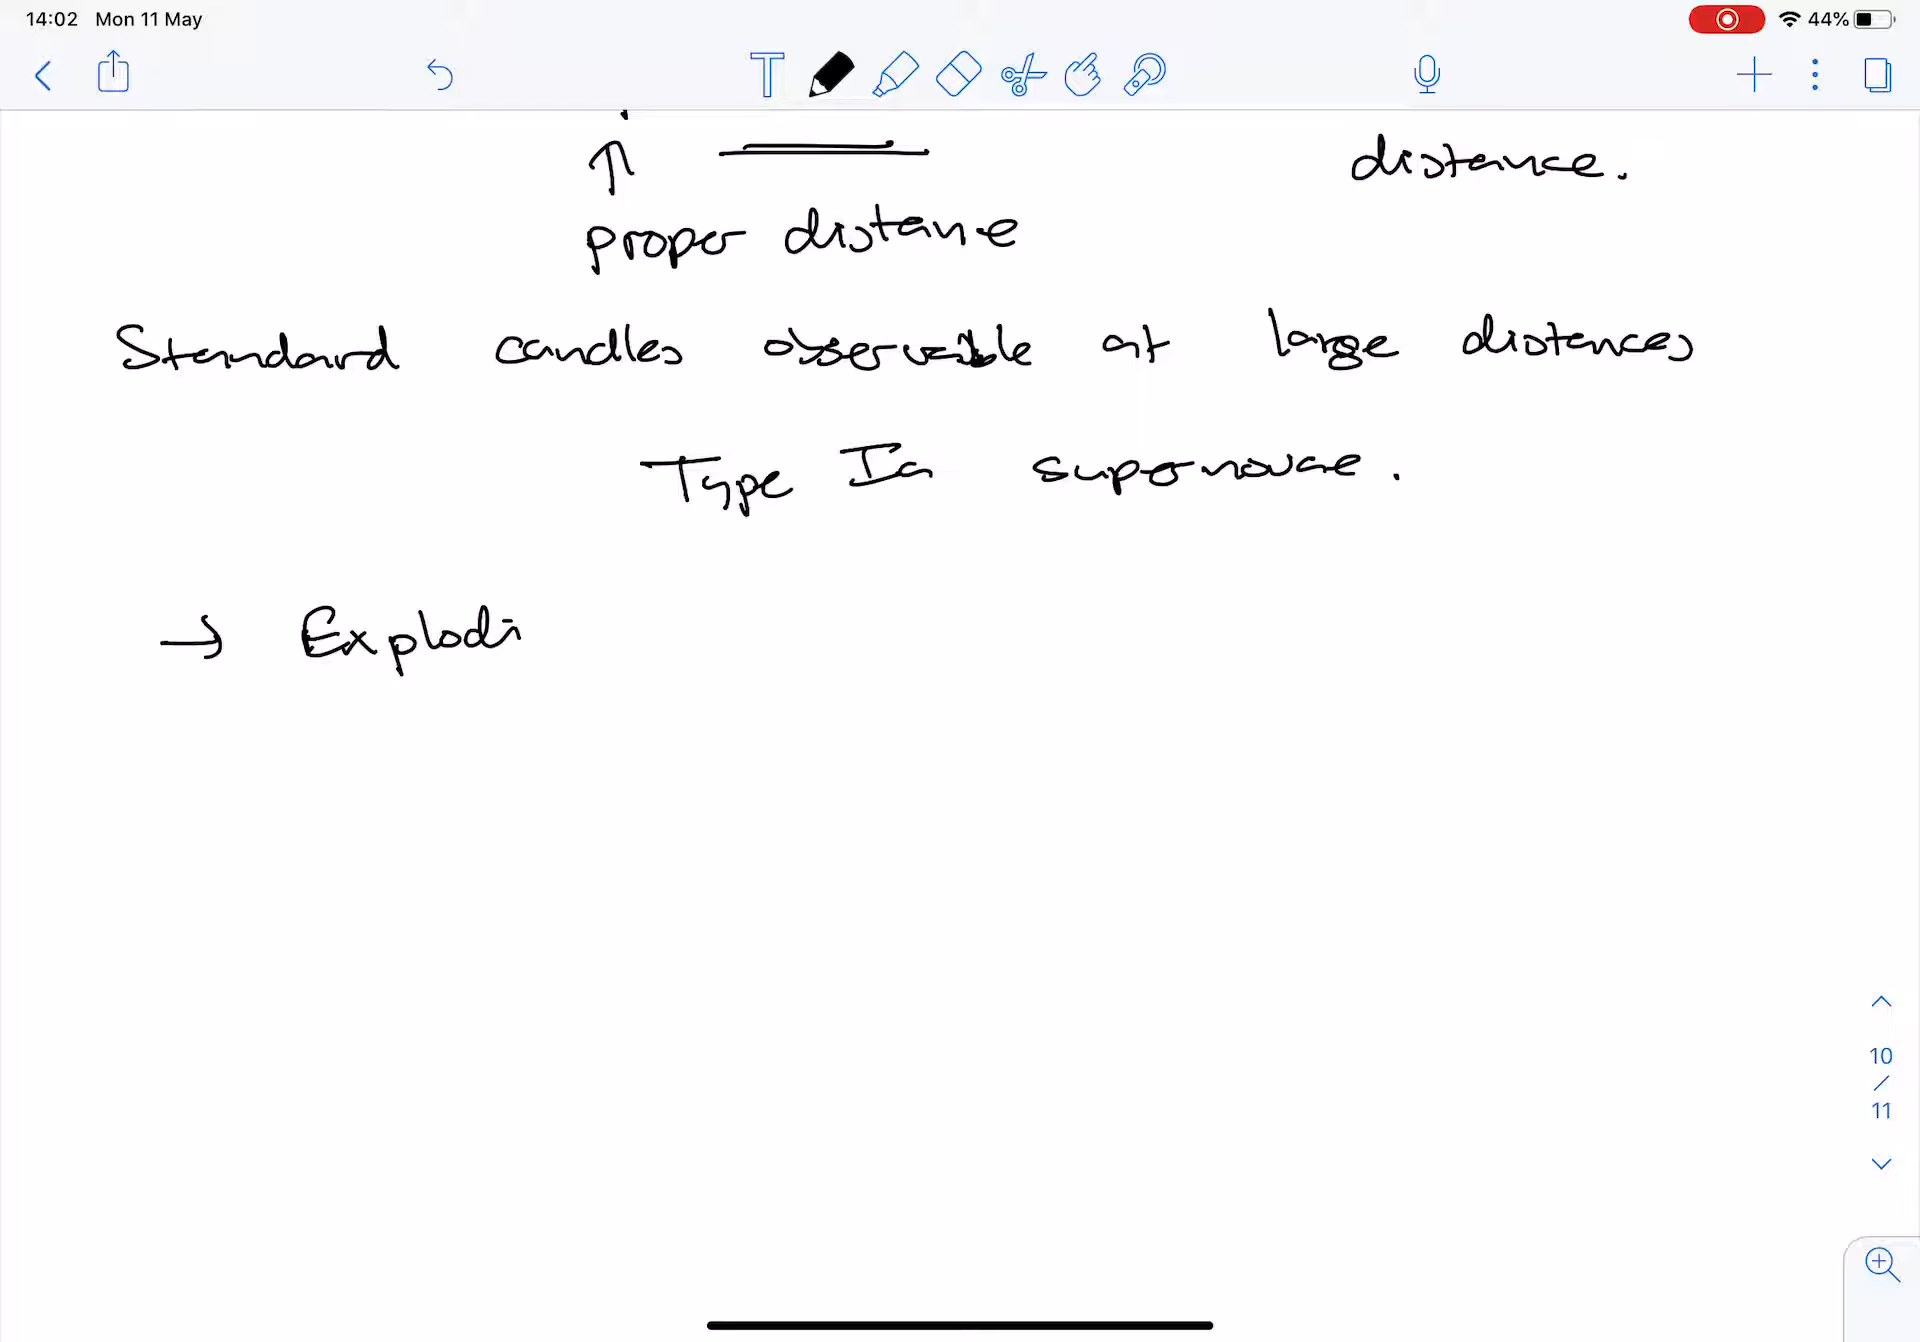 14:02 Mon 11 May 44%
distance.
proper distance
Standard candles observable at large distances
Type Ia supernovae.
→ Explodi
10
/
11